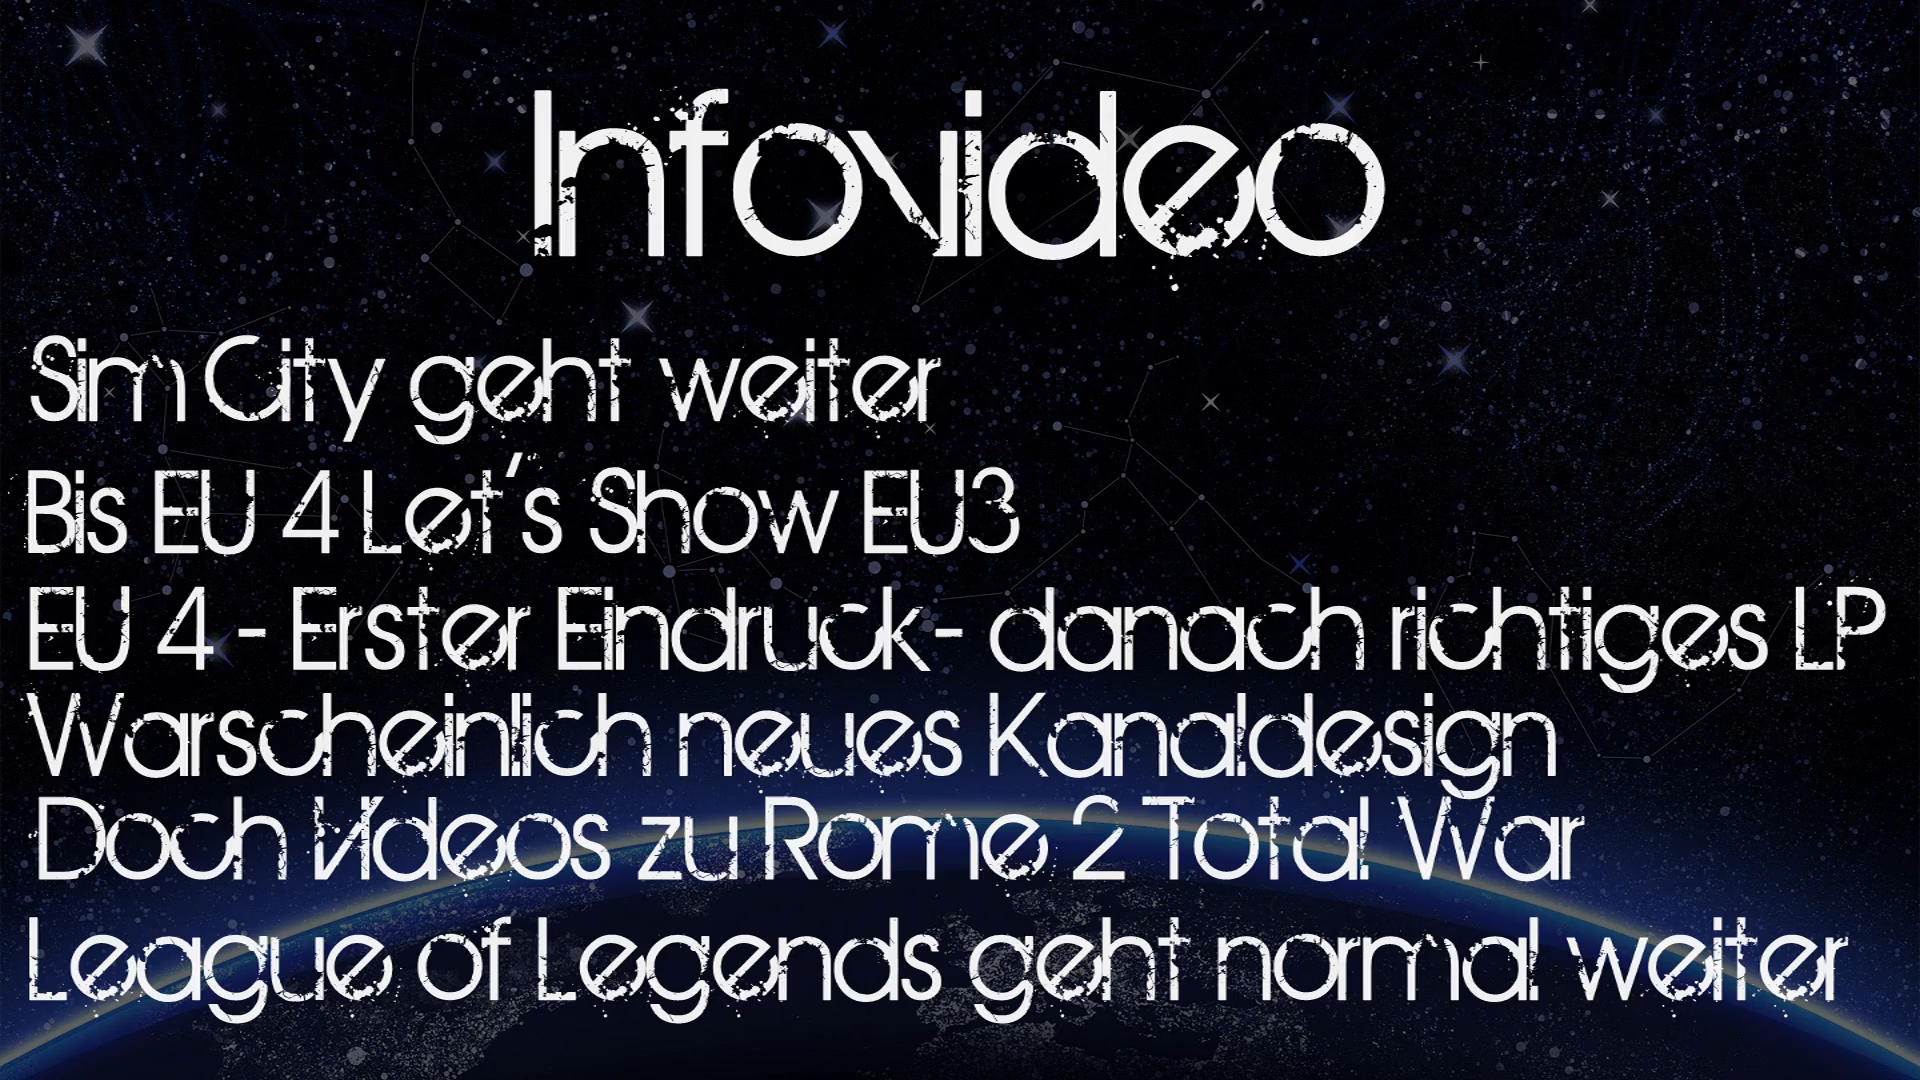 Infovideo
Sim City geht weiter
Bis EU 4 Let's Show EU3
EU 4 - Erster Eindruck- danach richtiges LP
Warscheinlich neues Kanaldesign
Doch Videos zu Rome 2 Total War
League of Legends geht normal weiter